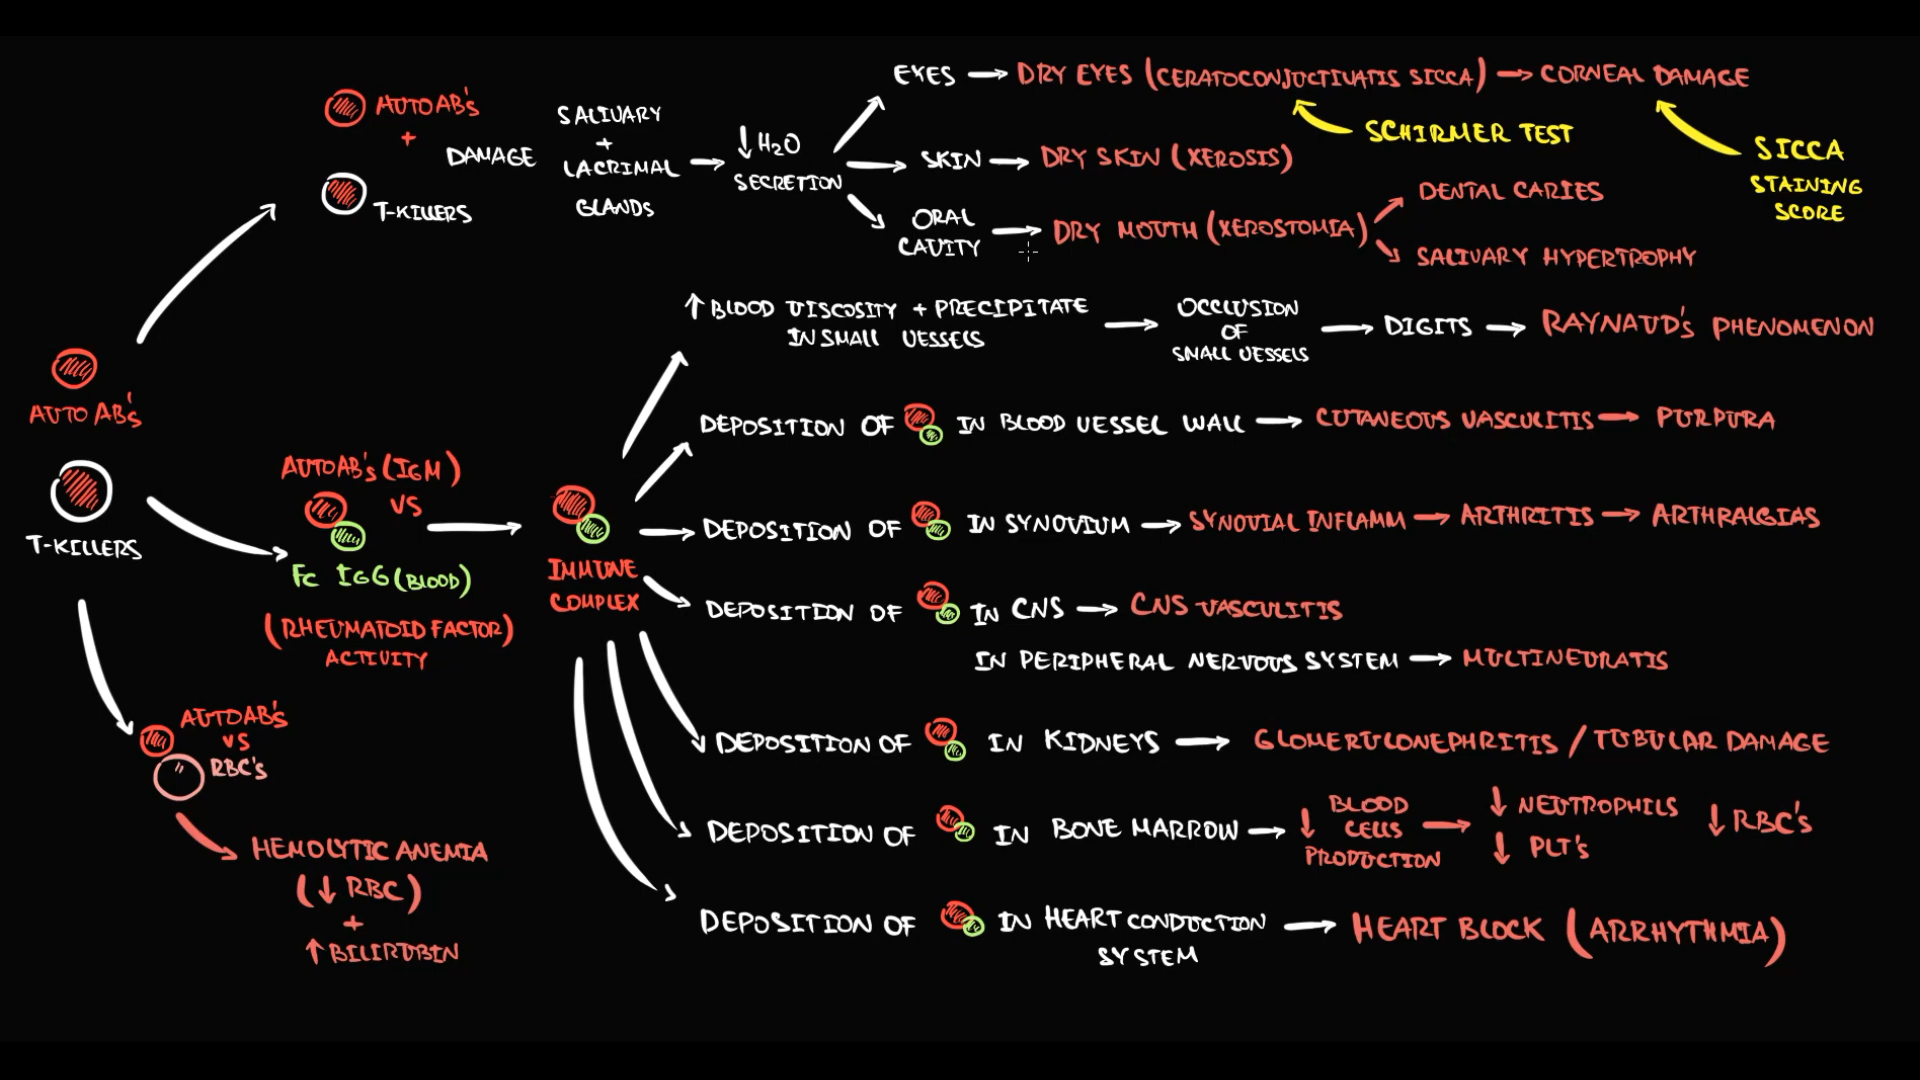 AUTO AB's
T-KILLERS
AUTOAB's
+
T-KILLERS
DAMAGE
SALIVARY
+
LACRIMAL
GLANDS
↓ H2O
SECRETION
EYES → DRY EYES (CERATOCONJUCTIVATIS SICCA) → CORNEAL DAMAGE
SCHIRMER TEST
SICCA
STAINING
SCORE
SKIN → DRY SKIN (XEROSIS)
ORAL
CAVITY → DRY MOUTH (XEROSTOMIA)
DENTAL CARIES
SALIVARY HYPERTROPHY
AUTOAB's (IGM)
VS
FC IGG (BLOOD)
(RHEUMATOID FACTOR)
ACTIVITY
IMMUNE
COMPLEX
↑ BLOOD VISCOSITY + PRECIPITATE
IN SMALL VESSELS
OCCLUSION
OF
SMALL VESSELS
→ DIGITS → RAYNAUD's PHENOMENON
DEPOSITION OF IN BLOOD VESSEL WALL → CUTANEOUS VASCULITIS → PURPURA
DEPOSITION OF IN SYNOVIUM → SYNOVIAL INFLAMM → ARTHRITIS → ARTHRALGIAS
DEPOSITION OF IN CNS → CNS VASCULITIS
IN PERIPHERAL NERVOUS SYSTEM → MULTINEURATIS
DEPOSITION OF IN KIDNEYS → GLOMERULONEPHRITIS / TUBULAR DAMAGE
DEPOSITION OF IN BONE MARROW →
↓ BLOOD
CELLS
PRODUCTION
↓ NEUTROPHILS ↓ RBC's
↓ PLT's
DEPOSITION OF IN HEART CONDUCTION
SYSTEM
→ HEART BLOCK (ARRHYTHMIA)
AUTOAB's
VS
RBC's
HEMOLYTIC ANEMIA
(↓ RBC)
+
↑ BILIRUBIN